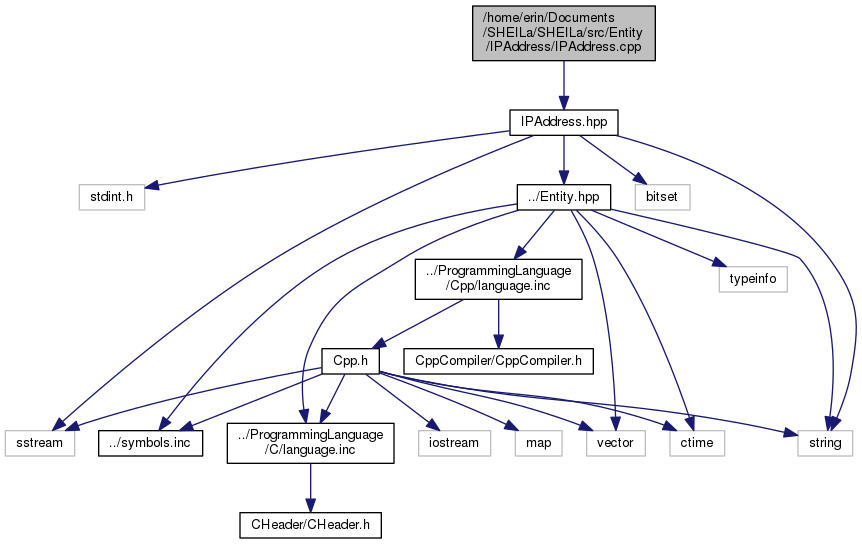 /home/erin/Documents
/SHEILa/SHEILa/src/Entity
/IPAddress/IPAddress.cpp
IPAddress.hpp
stdint.h
../Entity.hpp
bitset
../ProgrammingLanguage
/Cpp/language.inc
typeinfo
Cpp.h
CppCompiler/CppCompiler.h
sstream
../symbols.inc
../ProgrammingLanguage
/C/language.inc
iostream
map
vector
ctime
string
CHeader/CHeader.h